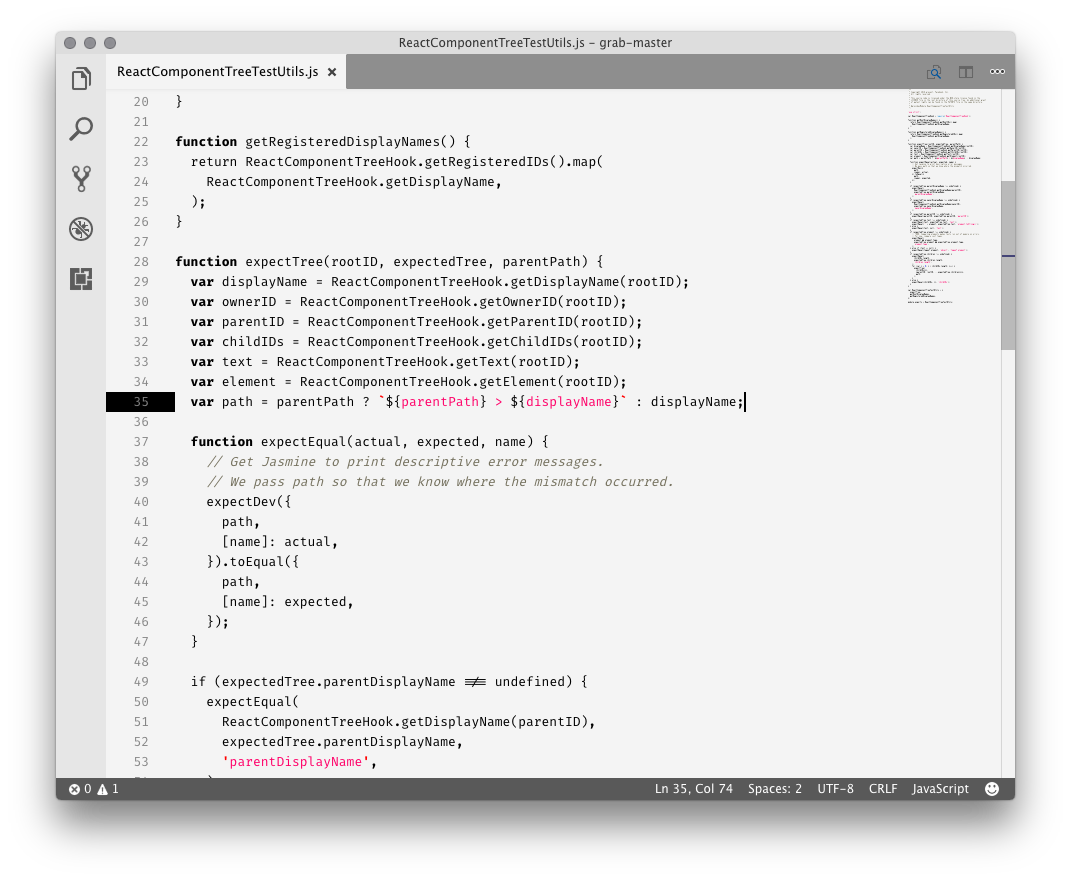 ReactComponentTreeTestUtils.js – grab-master
ReactComponentTreeTestUtils.js ×
20 }
21
22 function getRegisteredDisplayNames() {
23   return ReactComponentTreeHook.getRegisteredIDs().map(
24     ReactComponentTreeHook.getDisplayName,
25   );
26 }
27
28 function expectTree(rootID, expectedTree, parentPath) {
29   var displayName = ReactComponentTreeHook.getDisplayName(rootID);
30   var ownerID = ReactComponentTreeHook.getOwnerID(rootID);
31   var parentID = ReactComponentTreeHook.getParentID(rootID);
32   var childIDs = ReactComponentTreeHook.getChildIDs(rootID);
33   var text = ReactComponentTreeHook.getText(rootID);
34   var element = ReactComponentTreeHook.getElement(rootID);
35   var path = parentPath ? `${parentPath} > ${displayName}` : displayName;
36
37   function expectEqual(actual, expected, name) {
38     // Get Jasmine to print descriptive error messages.
39     // We pass path so that we know where the mismatch occurred.
40     expectDev({
41       path,
42       [name]: actual,
43     }).toEqual({
44       path,
45       [name]: expected,
46     });
47   }
48
49   if (expectedTree.parentDisplayName !== undefined) {
50     expectEqual(
51       ReactComponentTreeHook.getDisplayName(parentID),
52       expectedTree.parentDisplayName,
53       'parentDisplayName',
0 1 Ln 35, Col 74 Spaces: 2 UTF-8 CRLF JavaScript